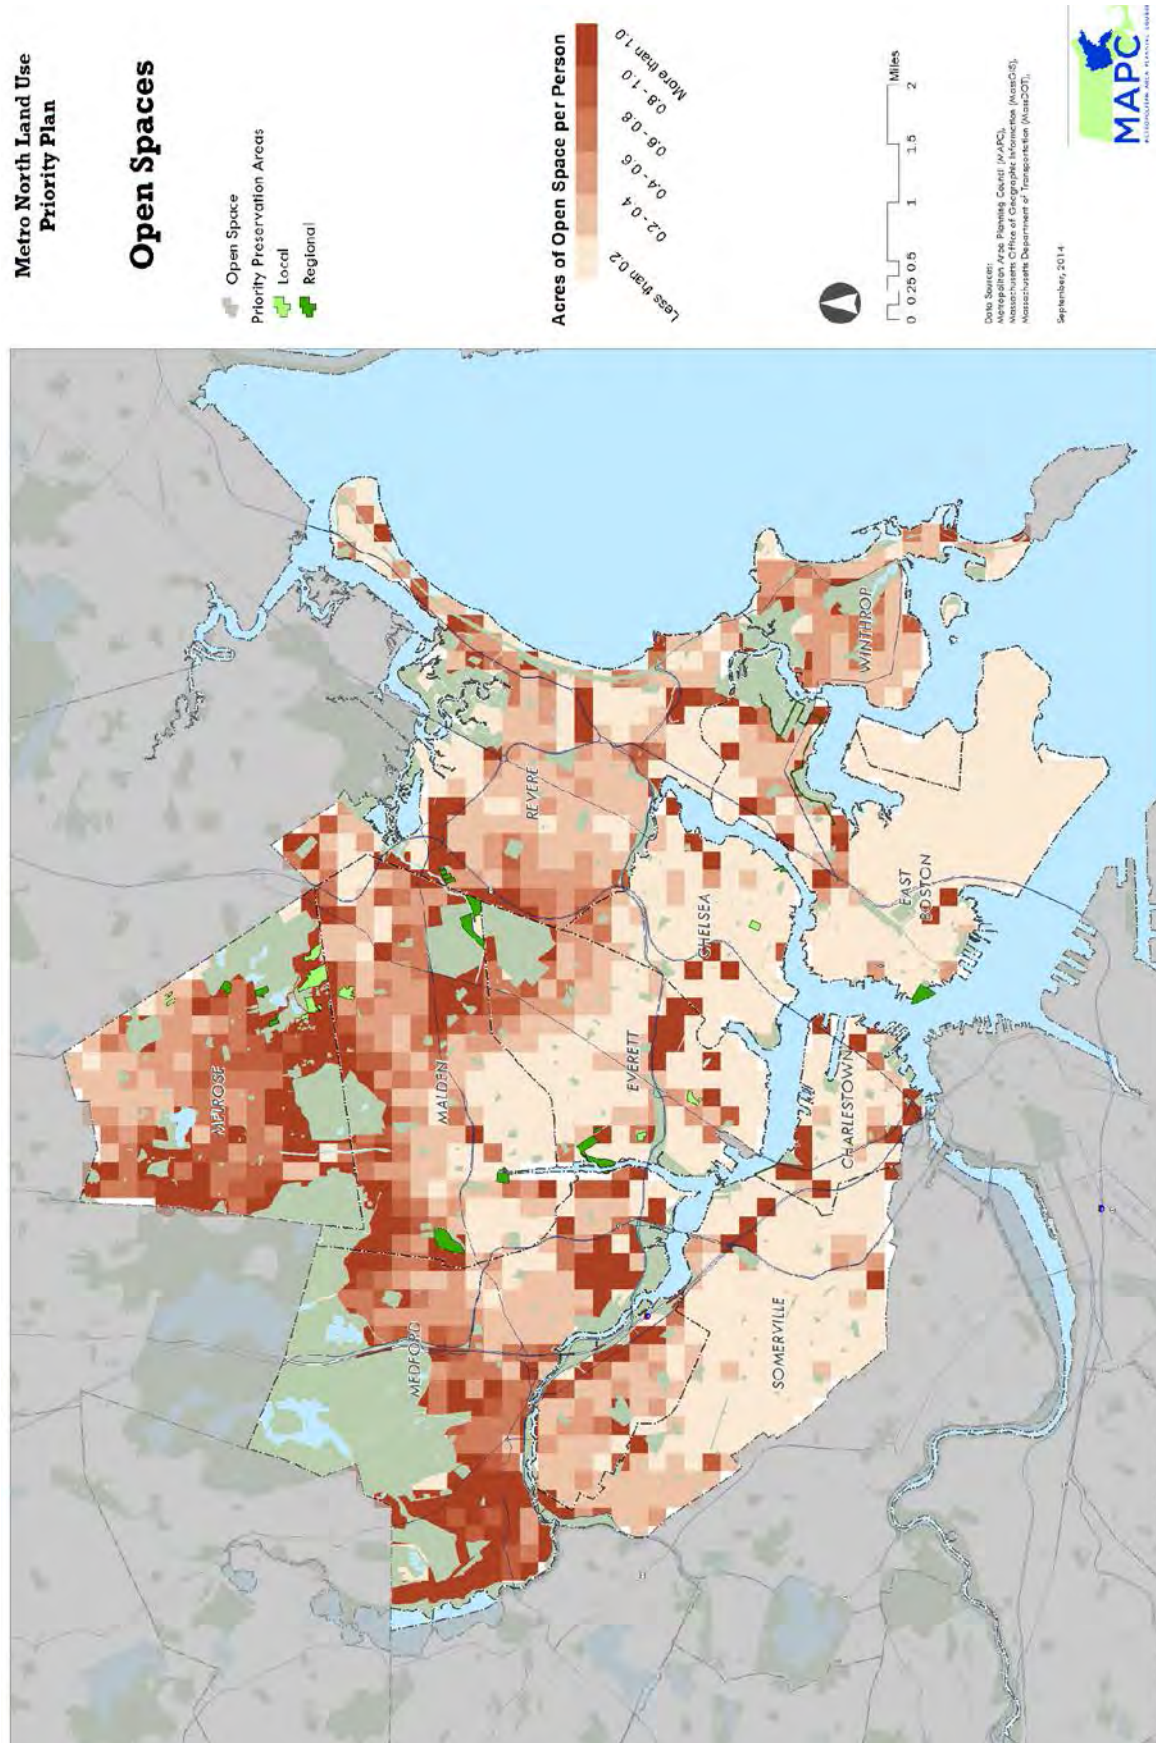 Metro North Land Use
Priority Plan
Open Spaces
Open Space
Priority Preservation Areas
Local
Regional
Acres of Open Space per Person
Less than 0.2
0.2 - 0.4
0.4 - 0.6
0.6 - 0.8
0.8 - 1.0
More than 1.0
0 0.25 0.5 1 1.5 2
Miles
Data Sources:
Metropolitan Area Planning Council (MAPC),
Massachusetts Office of Geographic Information (MassGIS),
Massachusetts Department of Transportation (MassDOT).
September, 2014
MAPC
METROPOLITAN AREA PLANNING COUNCIL
MELROSE
MALDEN
MEDFORD
REVERE
EVERETT
CHELSEA
WINTHROP
EAST
BOSTON
CHARLESTOWN
SOMERVILLE